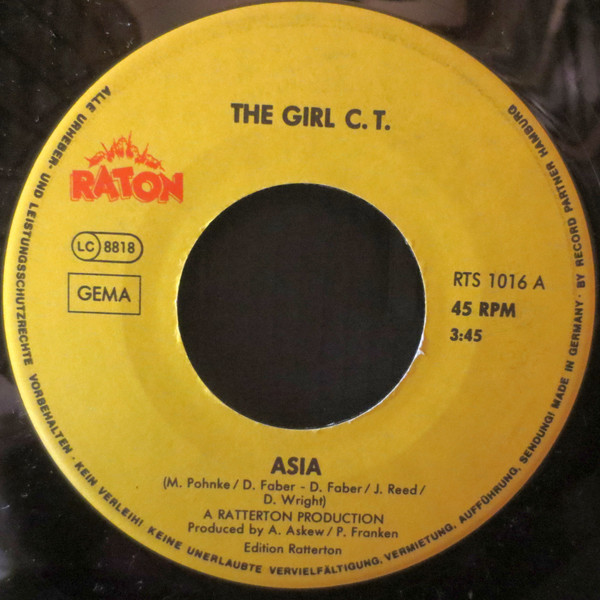 THE GIRL C. T.
RATON
LC 8818
GEMA
RTS 1016 A
45 RPM
3:45
ASIA
(M. Pohnke / D. Faber - D. Faber / J. Reed /
D. Wright)
A RATTERTON PRODUCTION
Produced by A. Askew / P. Franken
Edition Ratterton
ALLE URHEBER- UND LEISTUNGSSCHUTZRECHTE VORBEHALTEN · KEIN VERLEIH! KEINE UNERLAUBTE VERVIELFÄLTIGUNG, VERMIETUNG, AUFFÜHRUNG, SENDUNG! MADE IN GERMANY · BY RECORD PARTNER HAMBURG